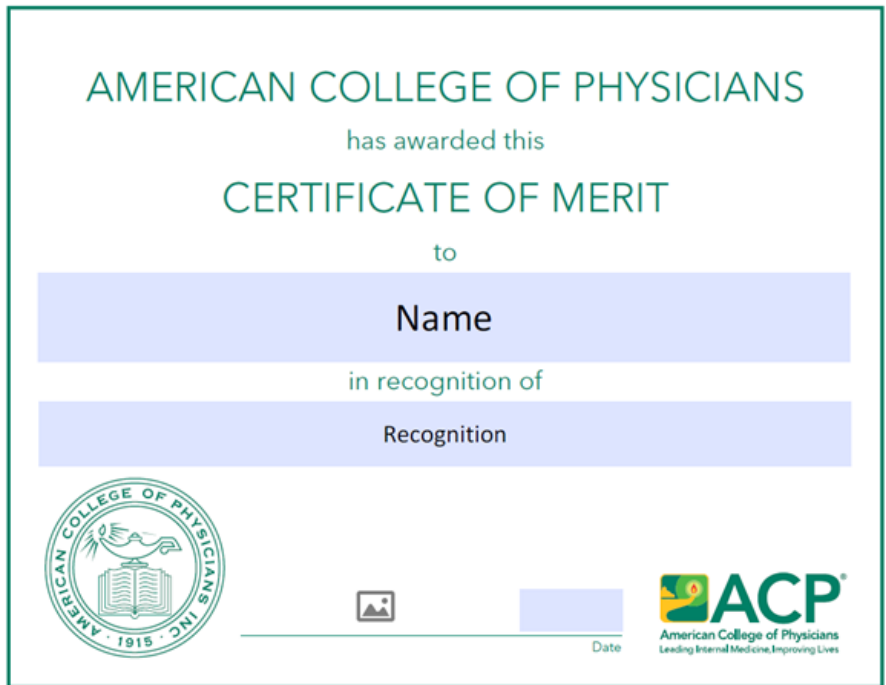 AMERICAN COLLEGE OF PHYSICIANS
has awarded this
CERTIFICATE OF MERIT
to
Name
in recognition of
Recognition
AMERICAN COLLEGE OF PHYSICIANS INC
· 1915 ·
Date
ACP®
American College of Physicians
Leading Internal Medicine, Improving Lives